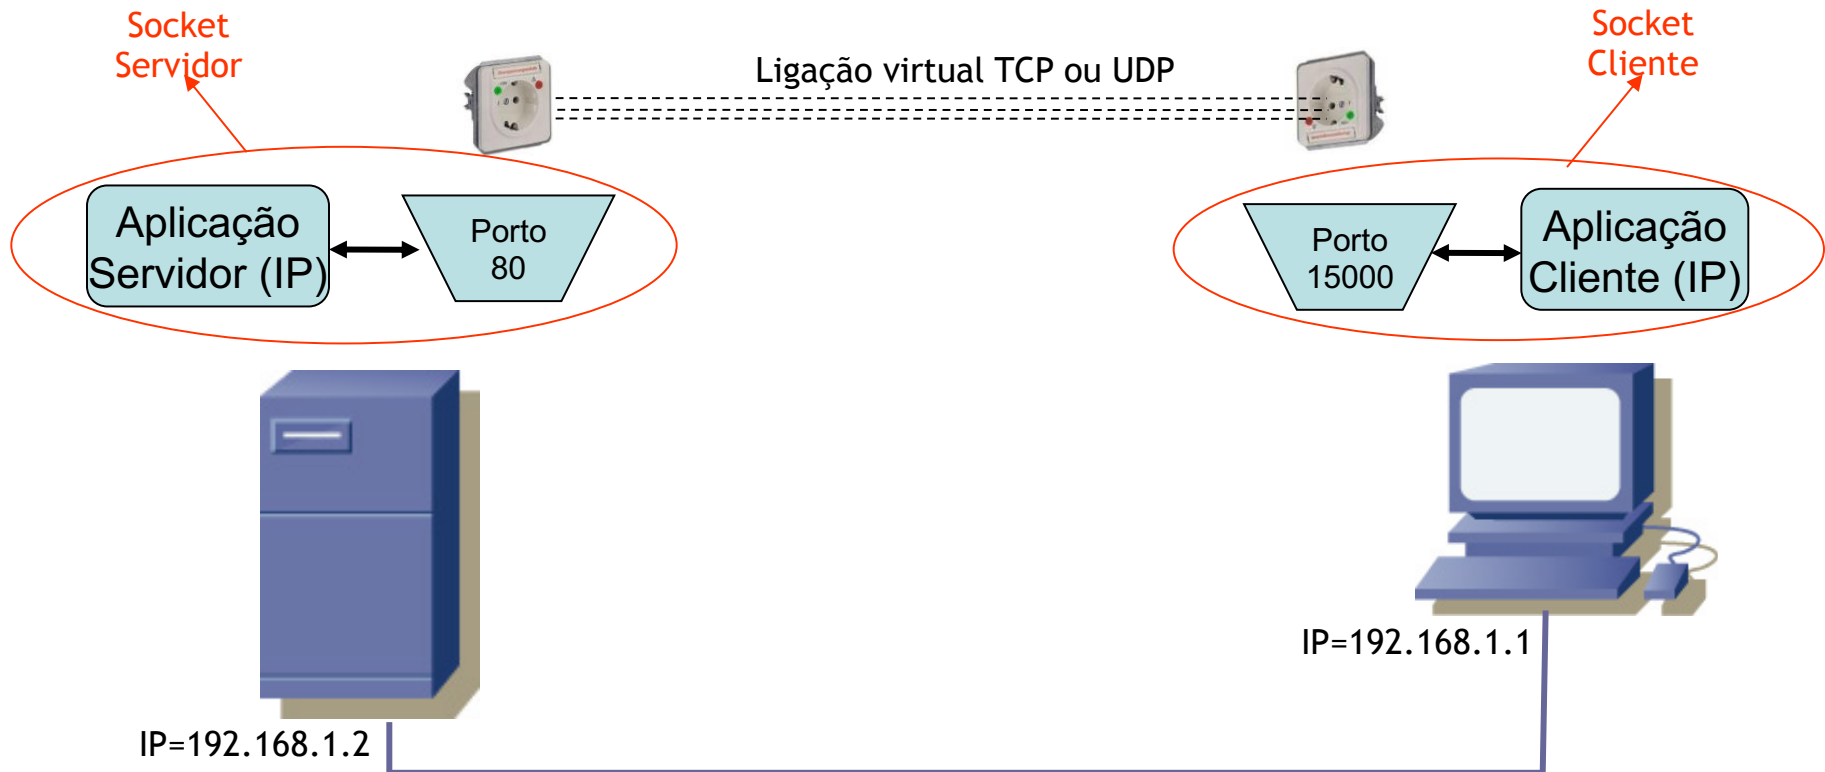 Socket
Servidor
Ligação virtual TCP ou UDP
Socket
Cliente
Aplicação
Servidor (IP)
Porto
80
Porto
15000
Aplicação
Cliente (IP)
IP=192.168.1.1
IP=192.168.1.2